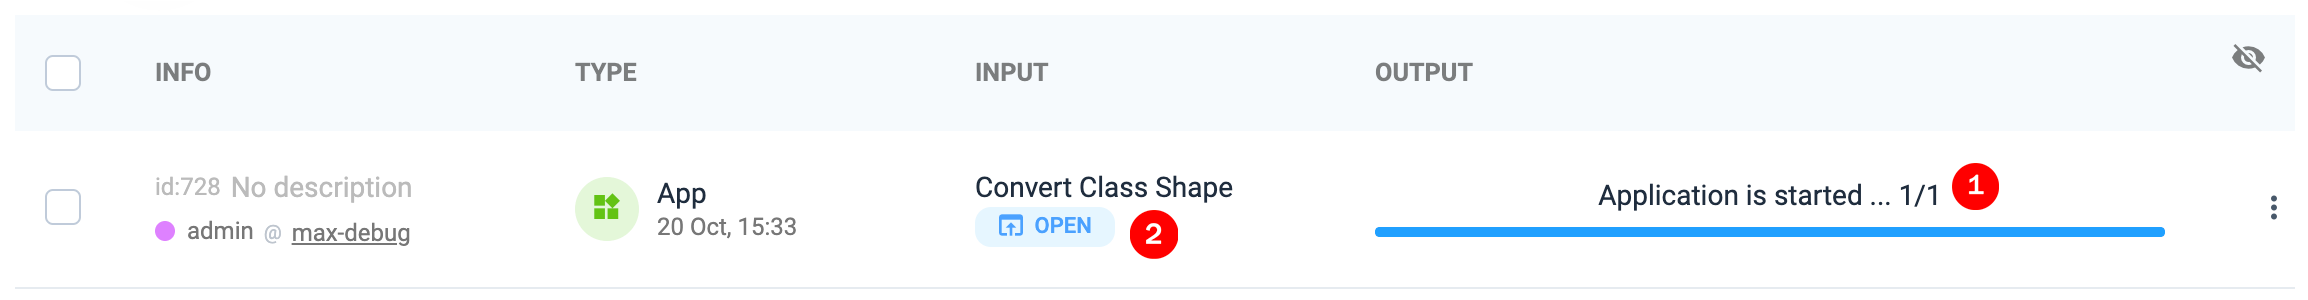 INFO TYPE INPUT OUTPUT
id:728 No description
admin @ max-debug
App
20 Oct, 15:33
Convert Class Shape
OPEN
2
Application is started ... 1/1
1